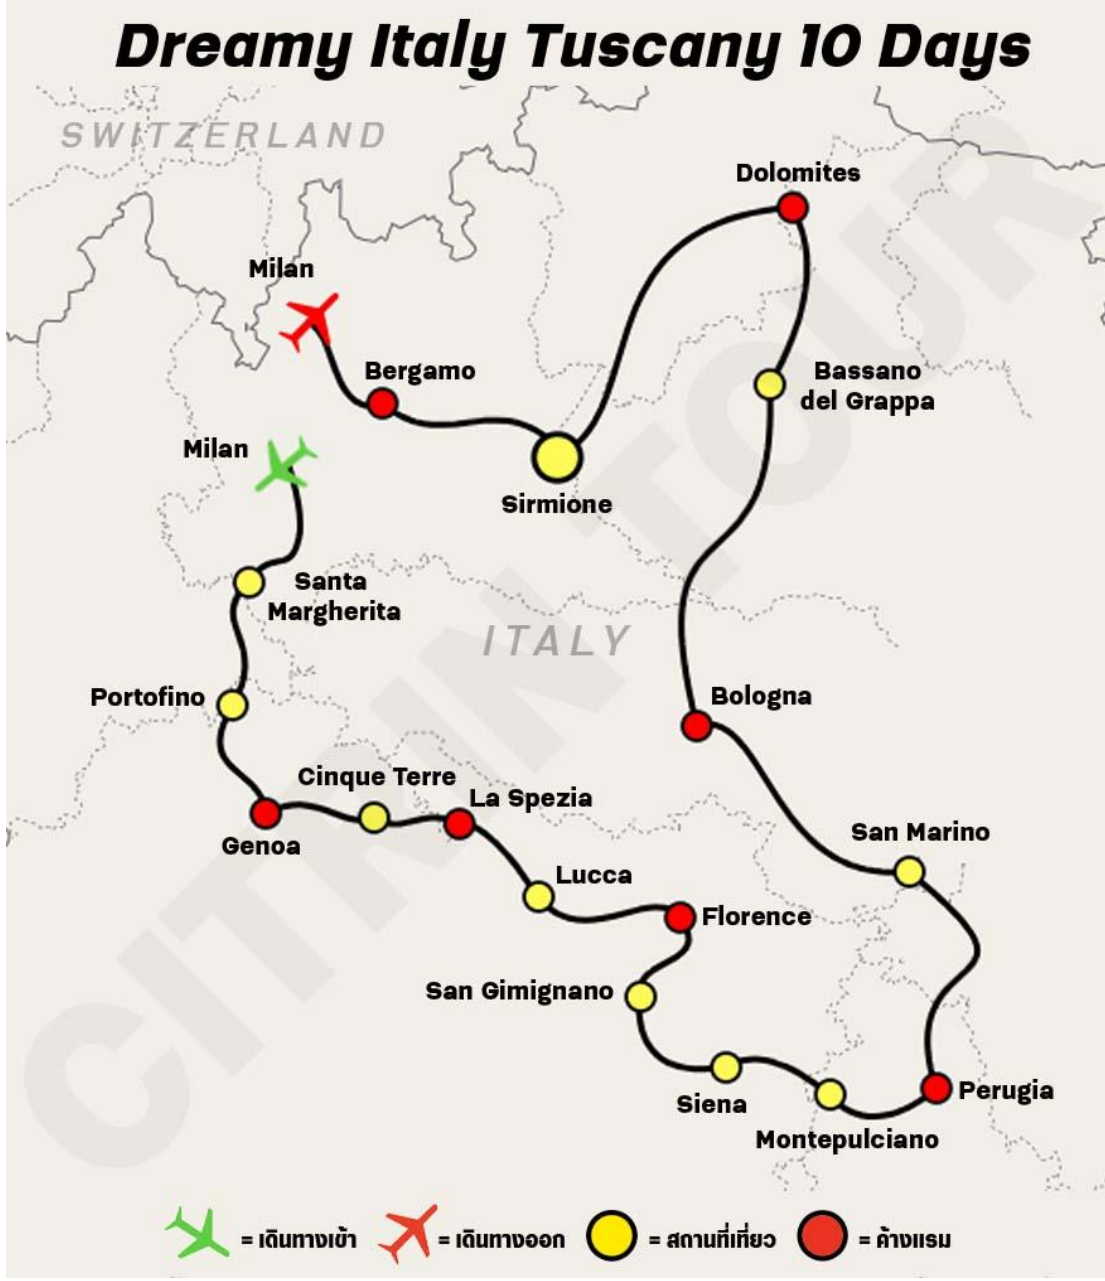 Dreamy Italy Tuscany 10 Days
SWITZERLAND
Dolomites
Milan
Bergamo
Bassano
del Grappa
Milan
Sirmione
Santa
Margherita
ITALY
Portofino
Bologna
Cinque Terre
La Spezia
San Marino
Genoa
Lucca
Florence
San Gimignano
Siena
Perugia
Montepulciano
CITRIN TOUR
= เดินทางเข้า
= เดินทางออก
= สถานที่เที่ยว
= ค้างแรม